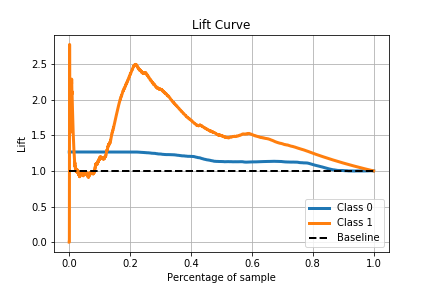 Lift Curve
Lift
2.5
2.0
1.5
1.0
0.5
0.0
0.0 0.2 0.4 0.6 0.8 1.0
Percentage of sample
Class 0
Class 1
Baseline